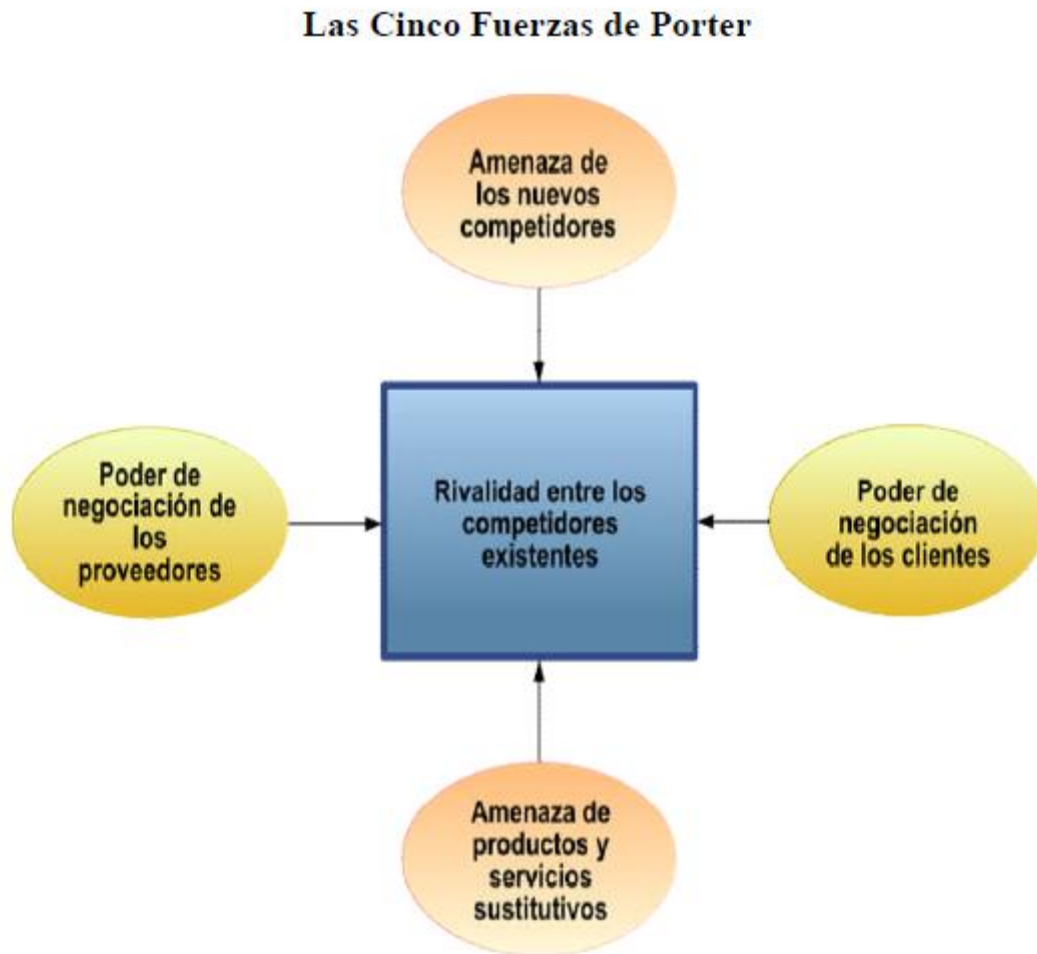 Las Cinco Fuerzas de Porter
Amenaza de
los nuevos
competidores
Poder de
negociación de
los
proveedores
Rivalidad entre los
competidores
existentes
Poder de
negociación
de los clientes
Amenaza de
productos y
servicios
sustitutivos